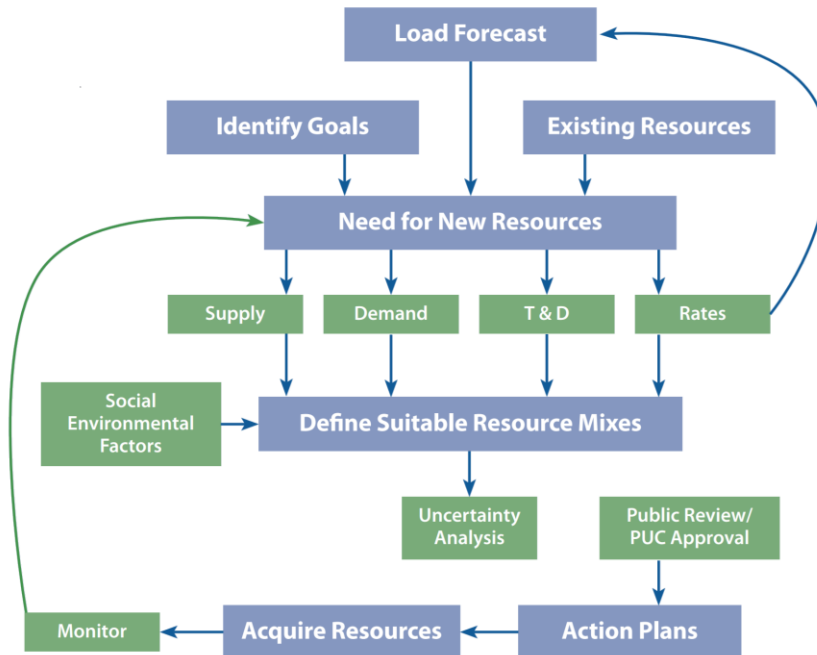 Load Forecast
Identify Goals
Existing Resources
Need for New Resources
Supply
Demand
T & D
Rates
Social
Environmental
Factors
Define Suitable Resource Mixes
Uncertainty
Analysis
Public Review/
PUC Approval
Monitor
Acquire Resources
Action Plans